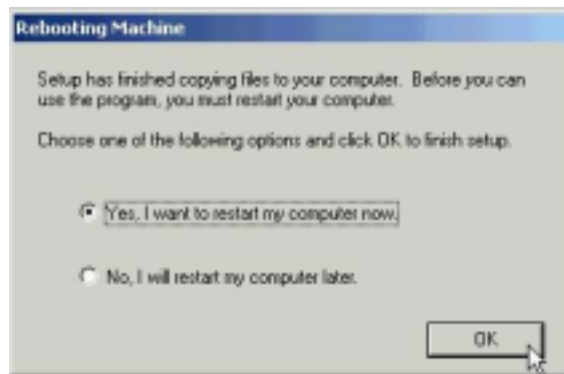 Rebooting Machine
Setup has finished copying files to your computer. Before you can
use the program, you must restart your computer.
Choose one of the following options and click OK to finish setup.
Yes, I want to restart my computer now.
No, I will restart my computer later.
OK